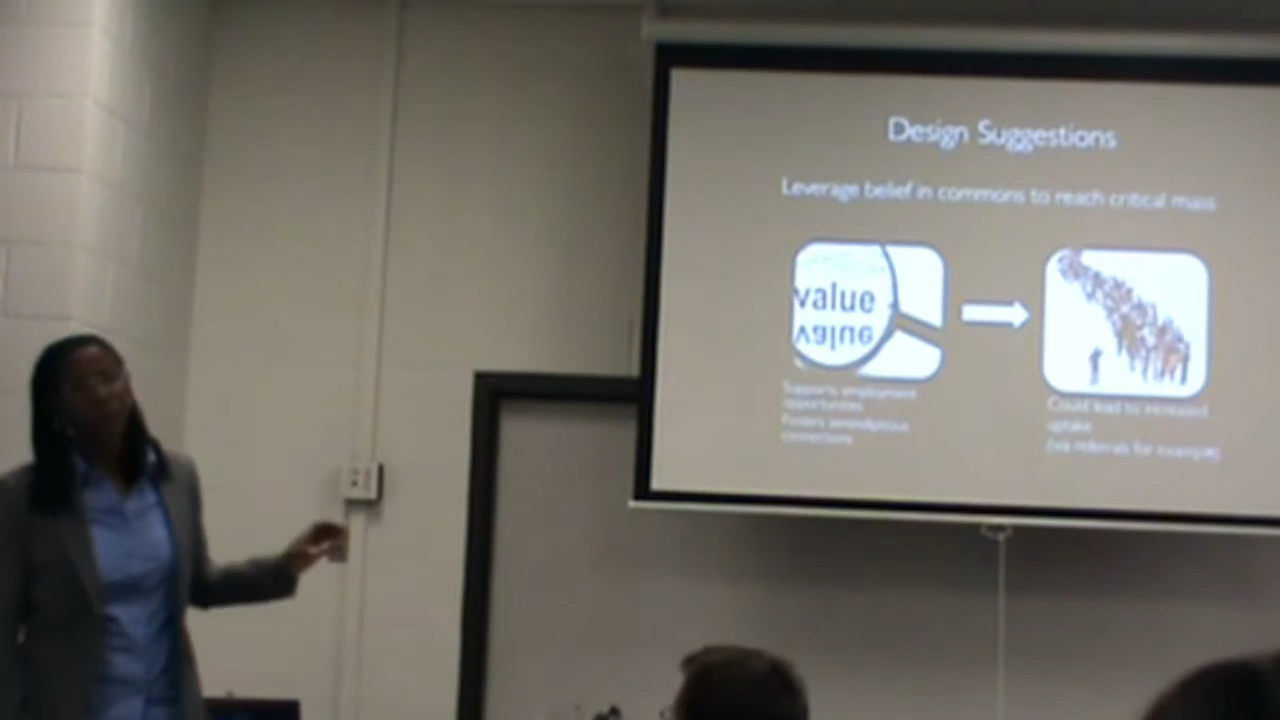 Design Suggestions
Leverage belief in commons to reach critical mass
value
value
Supports employment
opportunities
Fosters serendipitous
connections
Could lead to increased
uptake
(via referrals for example)